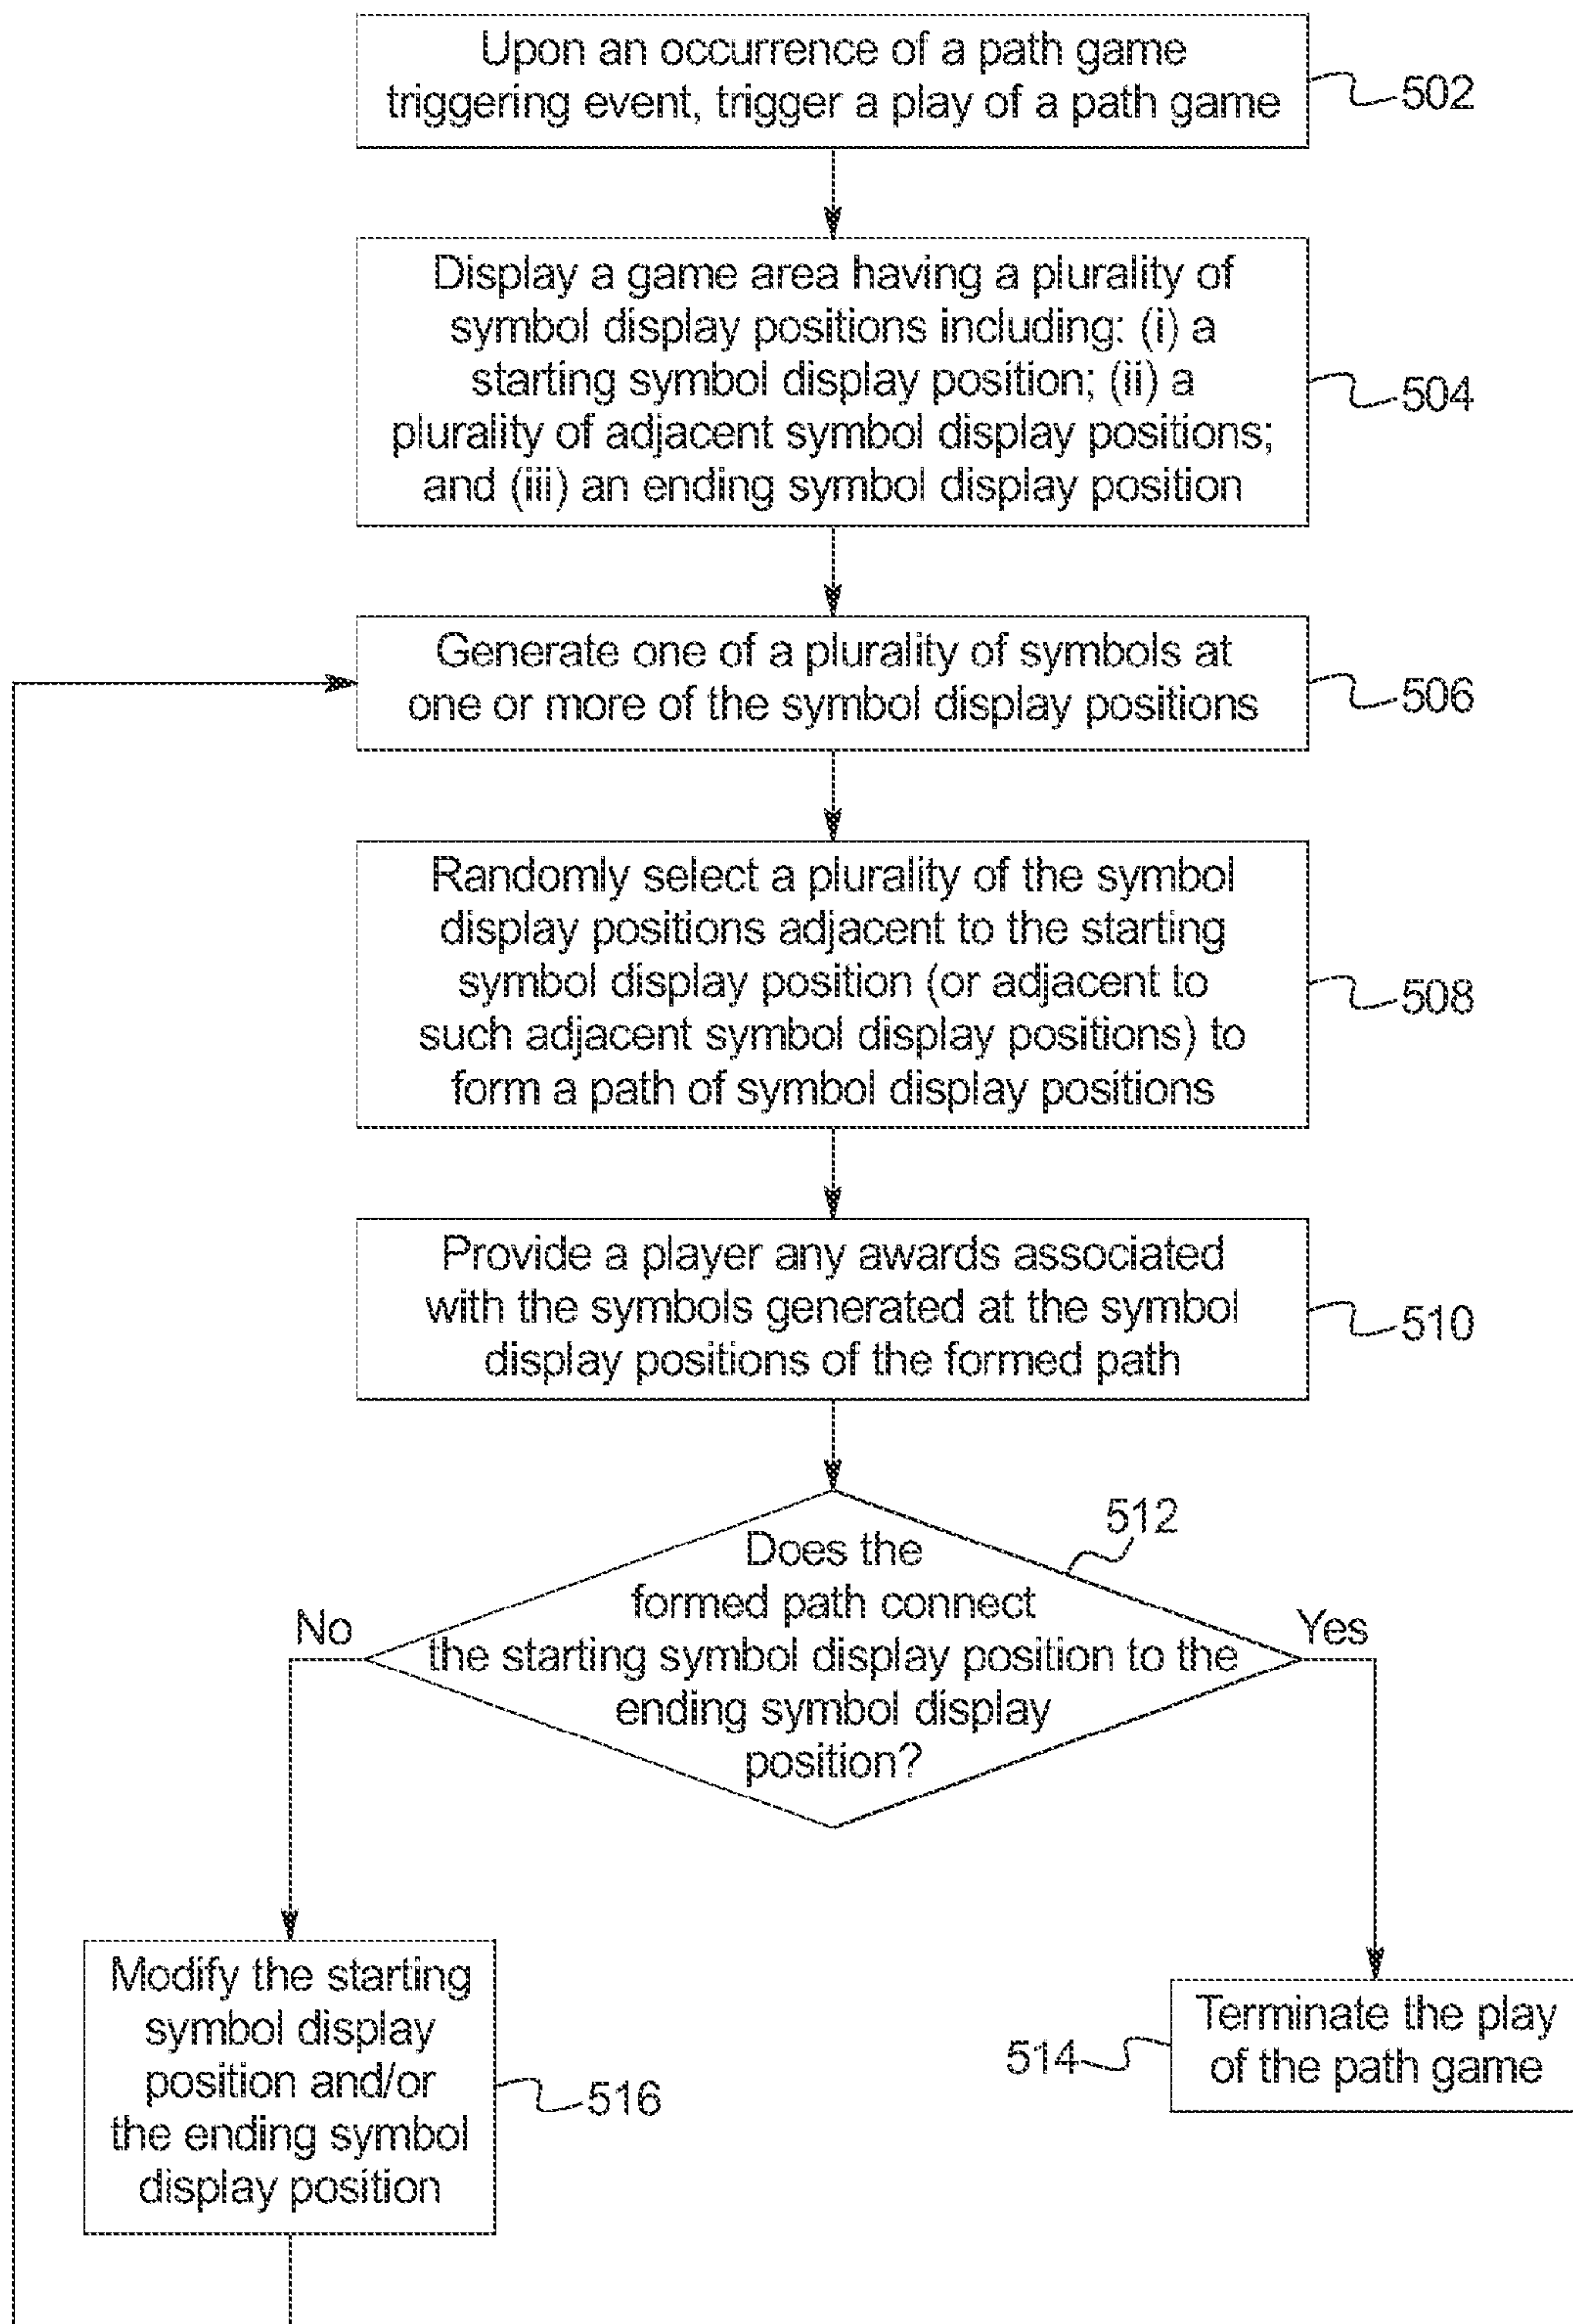 Upon an occurrence of a path game
triggering event, trigger a play of a path game
502
Display a game area having a plurality of
symbol display positions including: (i) a
starting symbol display position; (ii) a
plurality of adjacent symbol display positions;
and (iii) an ending symbol display position
504
Generate one of a plurality of symbols at
one or more of the symbol display positions
506
Randomly select a plurality of the symbol
display positions adjacent to the starting
symbol display position (or adjacent to
such adjacent symbol display positions) to
form a path of symbol display positions
508
Provide a player any awards associated
with the symbols generated at the symbol
display positions of the formed path
510
512
Does the
formed path connect
the starting symbol display position to the
ending symbol display
position?
No
Yes
Modify the starting
symbol display
position and/or
the ending symbol
display position
516
Terminate the play
of the path game
514